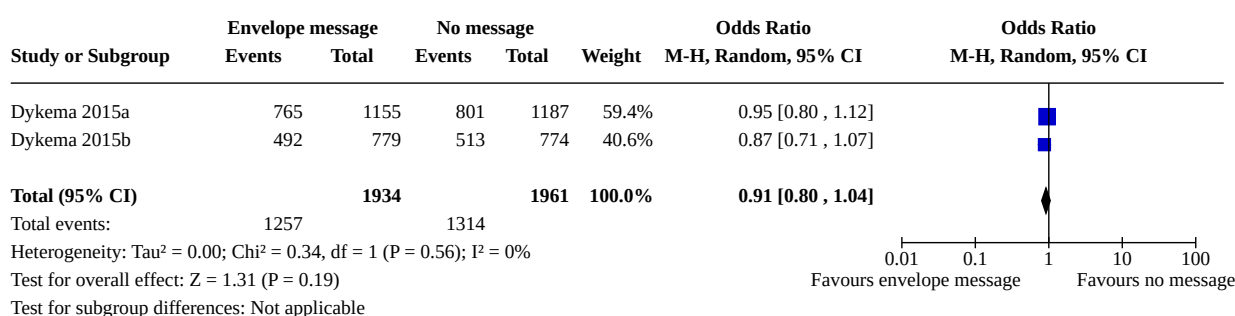 Envelope message No message Odds Ratio Odds Ratio
Study or Subgroup Events Total Events Total Weight M-H, Random, 95% CI M-H, Random, 95% CI
Dykema 2015a 765 1155 801 1187 59.4% 0.95 [0.80 , 1.12]
Dykema 2015b 492 779 513 774 40.6% 0.87 [0.71 , 1.07]
Total (95% CI) 1934 1961 100.0% 0.91 [0.80 , 1.04]
Total events: 1257 1314
Heterogeneity: Tau² = 0.00; Chi² = 0.34, df = 1 (P = 0.56); I² = 0%
Test for overall effect: Z = 1.31 (P = 0.19)
Test for subgroup differences: Not applicable
0.01 0.1 1 10 100
Favours envelope message Favours no message